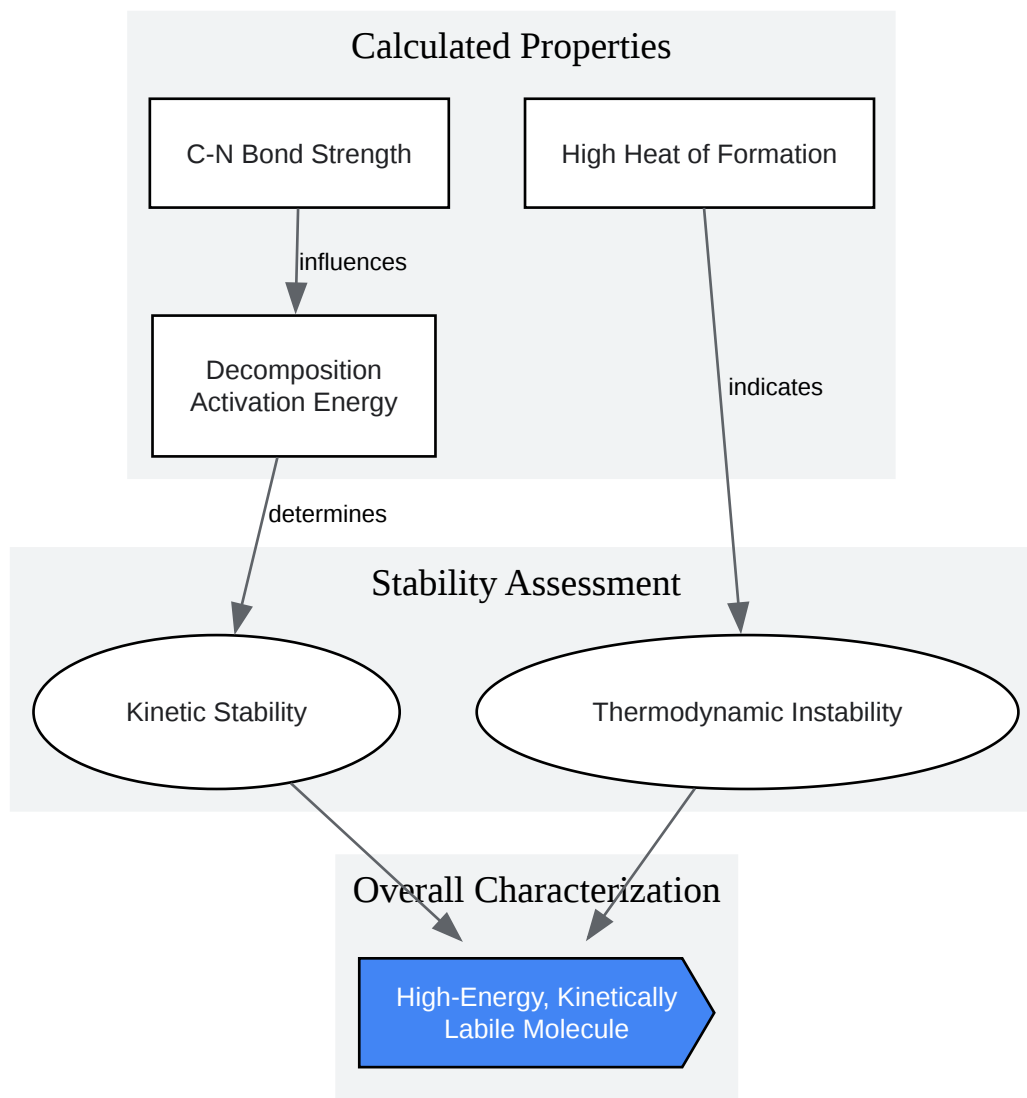 Calculated Properties
C-N Bond Strength
High Heat of Formation
influences
Decomposition
Activation Energy
indicates
determines
Stability Assessment
Kinetic Stability
Thermodynamic Instability
Overall Characterization
High-Energy, Kinetically
Labile Molecule